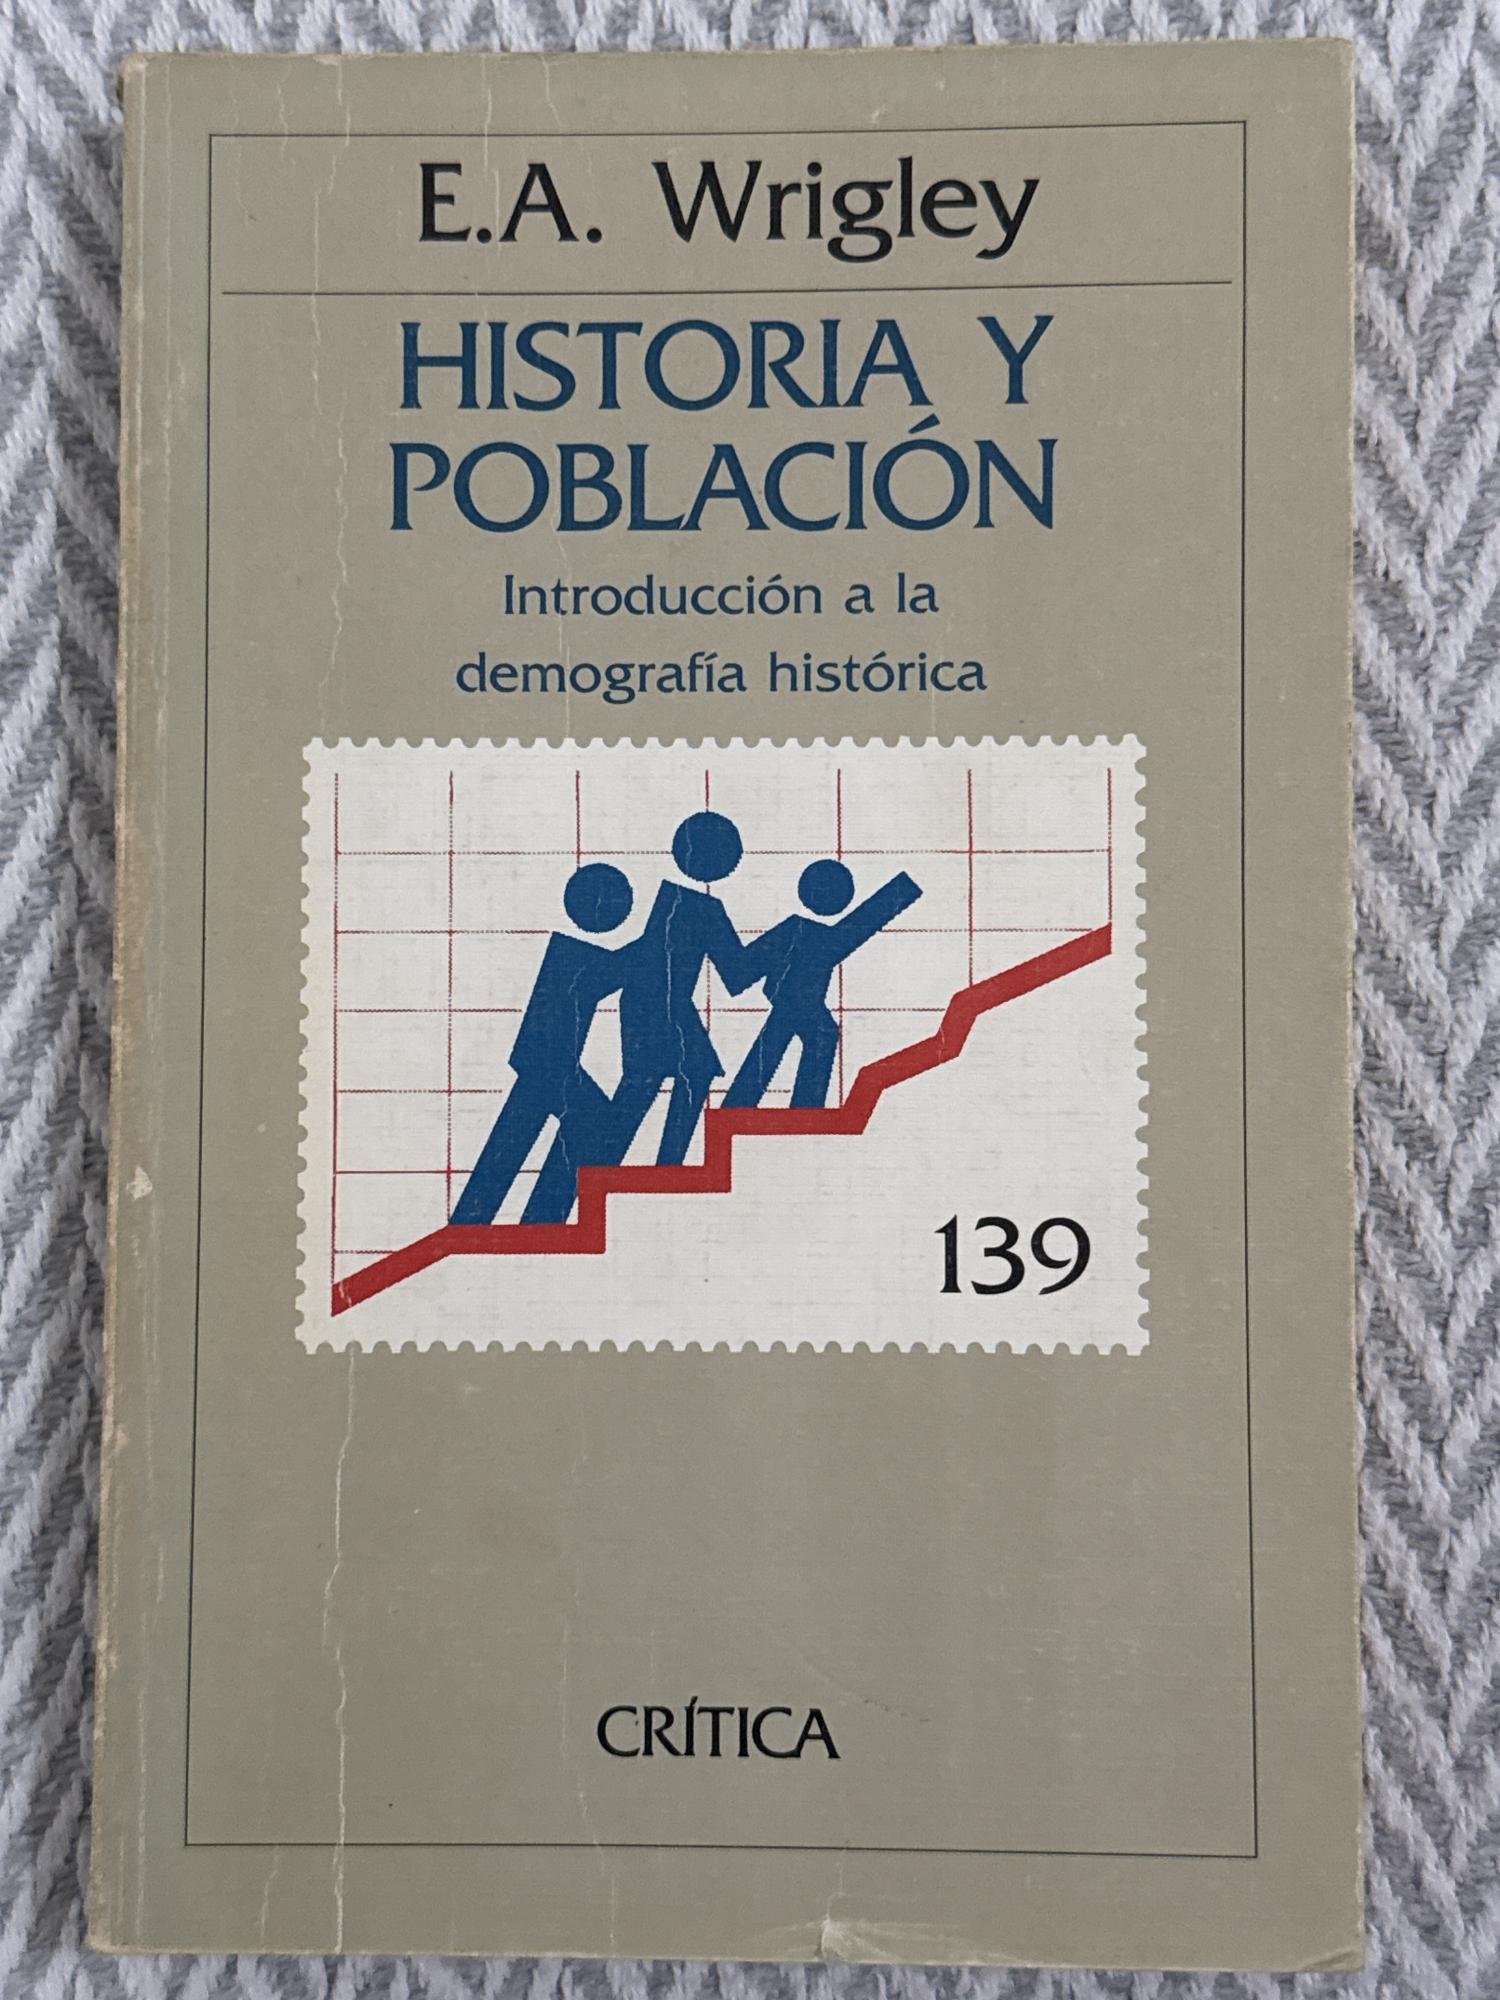 E.A. Wrigley
HISTORIA Y
POBLACIÓN
Introducción a la
demografía histórica
139
CRÍTICA